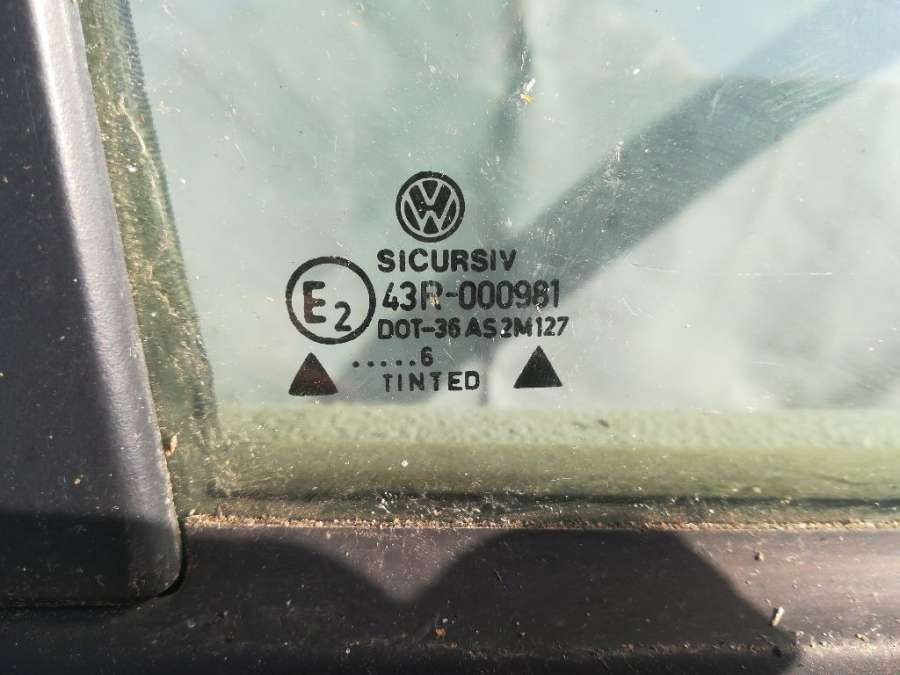 SICURSIV
E2 43R-000981
DOT-36 AS2M127
.....6
TINTED